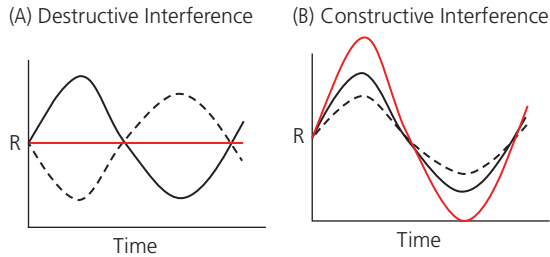 (A) Destructive Interference
(B) Constructive Interference
R
Time
R
Time